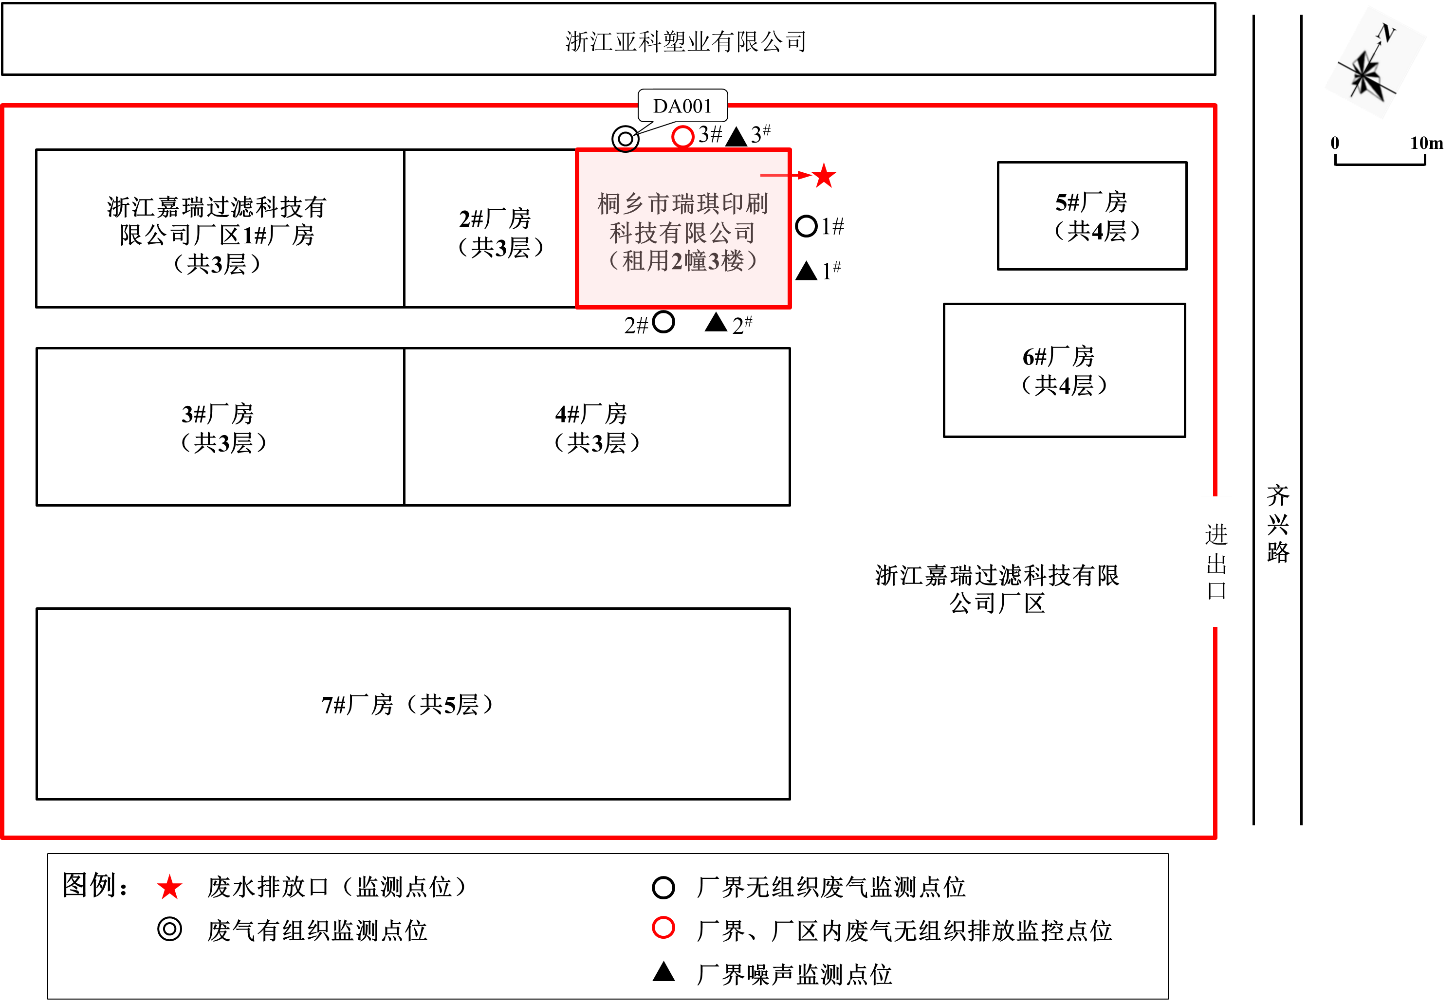 浙江亚科塑业有限公司
N
0 10m
DA001
3# 3#
浙江嘉瑞过滤科技有
限公司厂区1#厂房
（共3层）
2#厂房
（共3层）
桐乡市瑞琪印刷
科技有限公司
（租用2幢3楼）
1#
1#
2# 2#
5#厂房
（共4层）
6#厂房
（共4层）
3#厂房
（共3层）
4#厂房
（共3层）
齐兴路
进出口
浙江嘉瑞过滤科技有限
公司厂区
7#厂房（共5层）
图例：
废水排放口（监测点位）
厂界无组织废气监测点位
废气有组织监测点位
厂界、厂区内废气无组织排放监控点位
厂界噪声监测点位